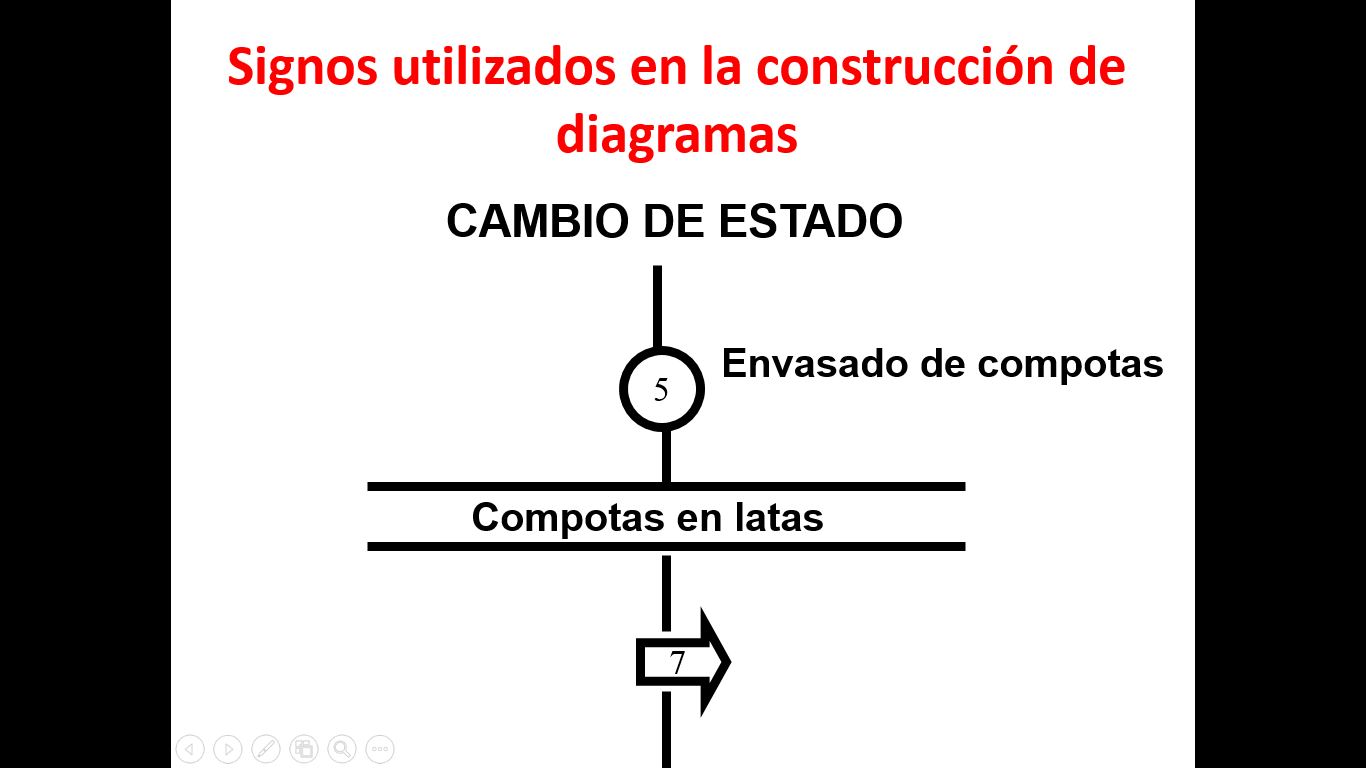 Signos utilizados en la construcción de
diagramas
CAMBIO DE ESTADO
Envasado de compotas
5
Compotas en latas
7